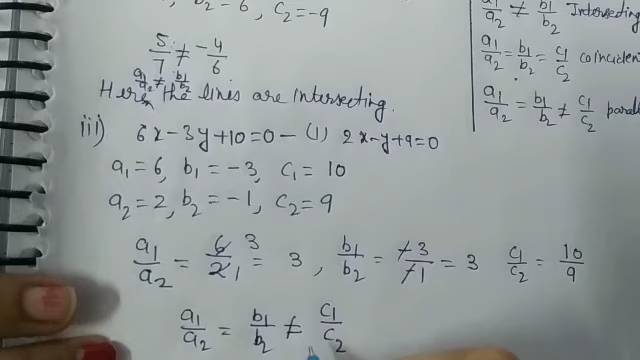 , b₂ - 6, c₂ = -9
5/7 ≠ -4/6
a₁/a₂ ≠ b₁/b₂
Here, the lines are intersecting.
iii) 6x - 3y + 10 = 0 - (1) 2x - y + 9 = 0
a₁ = 6, b₁ = -3, c₁ = 10
a₂ = 2, b₂ = -1, c₂ = 9
a₁/a₂ = 6/2 3/1 = 3, b₁/b₂ = -3/-1 = 3 c₁/c₂ = 10/9
a₁/a₂ = b₁/b₂ ≠ c₁/c₂
a₁/a₂ ≠ b₁/b₂ Intersecting
a₁/a₂ = b₁/b₂ = c₁/c₂ coinciden
a₁/a₂ = b₁/b₂ ≠ c₁/c₂ paral